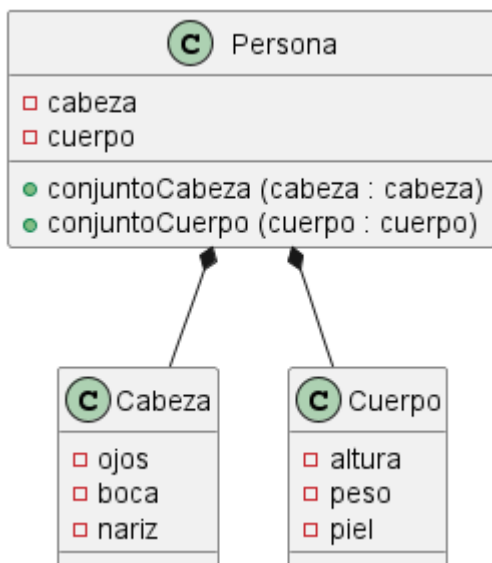 C Persona
cabeza
cuerpo
conjuntoCabeza (cabeza : cabeza)
conjuntoCuerpo (cuerpo : cuerpo)
C Cabeza
ojos
boca
nariz
C Cuerpo
altura
peso
piel